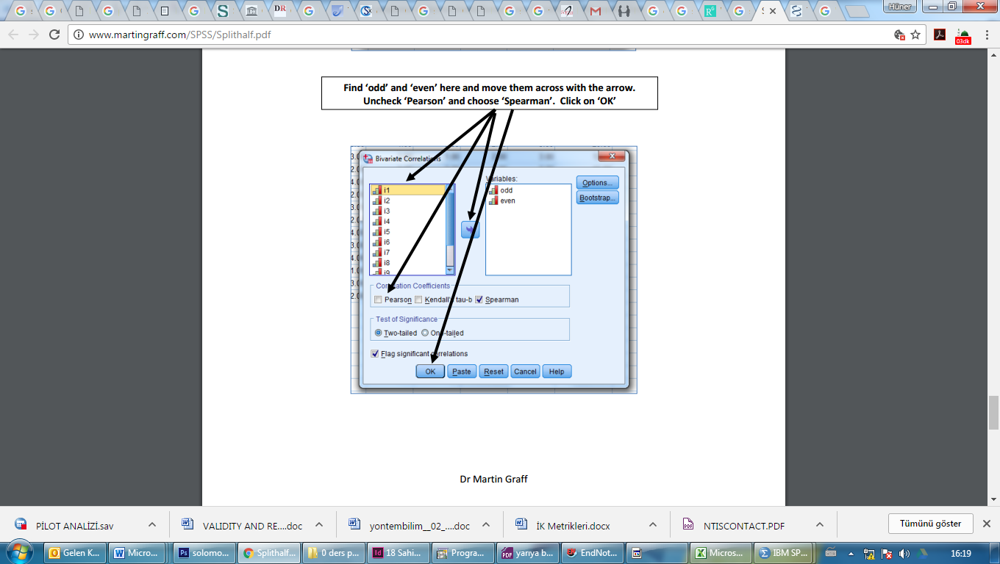 Hüner
www.martingraff.com/SPSS/Splithalf.pdf
03dk
Find ‘odd’ and ‘even’ here and move them across with the arrow.
Uncheck ‘Pearson’ and choose ‘Spearman’. Click on ‘OK’
Bivariate Correlations
Variables:
i1
i2
i3
i4
i5
i6
i7
i8
i9
odd
even
Options...
Bootstrap...
Correlation Coefficients
Pearson Kendall's tau-b Spearman
Test of Significance
Two-tailed One-tailed
Flag significant correlations
OK Paste Reset Cancel Help
Dr Martin Graff
PİLOT ANALİZİ.sav
VALIDITY AND RE....doc
yontembilim__02_....doc
İK Metrikleri.docx
NTISCONTACT.PDF
Tümünü göster
Gelen K...
Micro...
solomo...
Splithalf...
0 ders p...
18 Sahi...
Progra...
yarıya b...
EndNot...
Micros...
IBM SP...
16:19